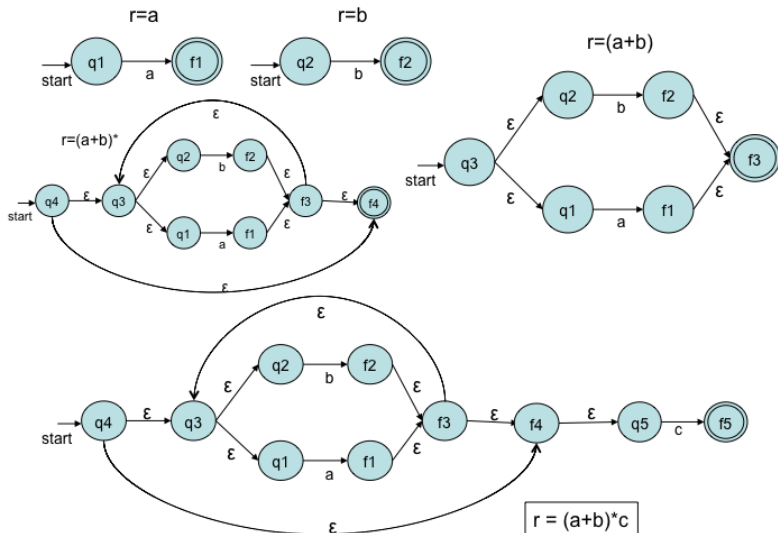 r=a
q1
f1
a
start
r=b
q2
f2
b
start
r=(a+b)
q2
f2
b
ε
ε
q3
start
f3
ε
ε
q1
f1
a
ε
r=(a+b)*
q2
f2
b
ε
ε
q4
ε
q3
f3
ε
f4
start
ε
ε
q1
f1
a
ε
ε
q2
f2
b
ε
ε
q4
ε
q3
f3
ε
f4
ε
q5
c
f5
start
ε
ε
q1
f1
a
ε
r = (a+b)*c